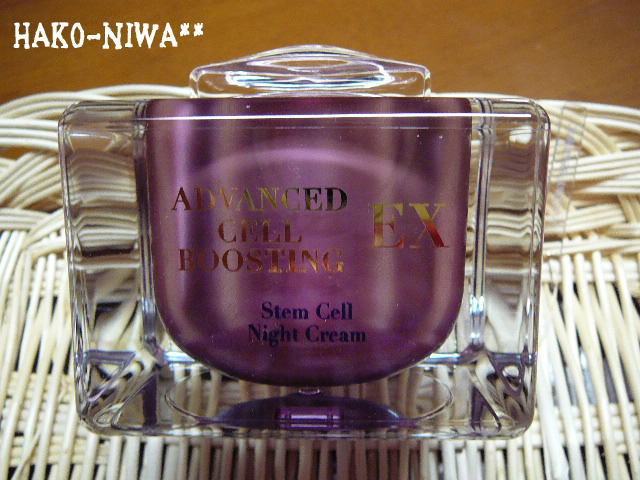 HAKO-NIWA**
ADVANCED
CELL
BOOSTING
EX
Stem Cell
Night Cream